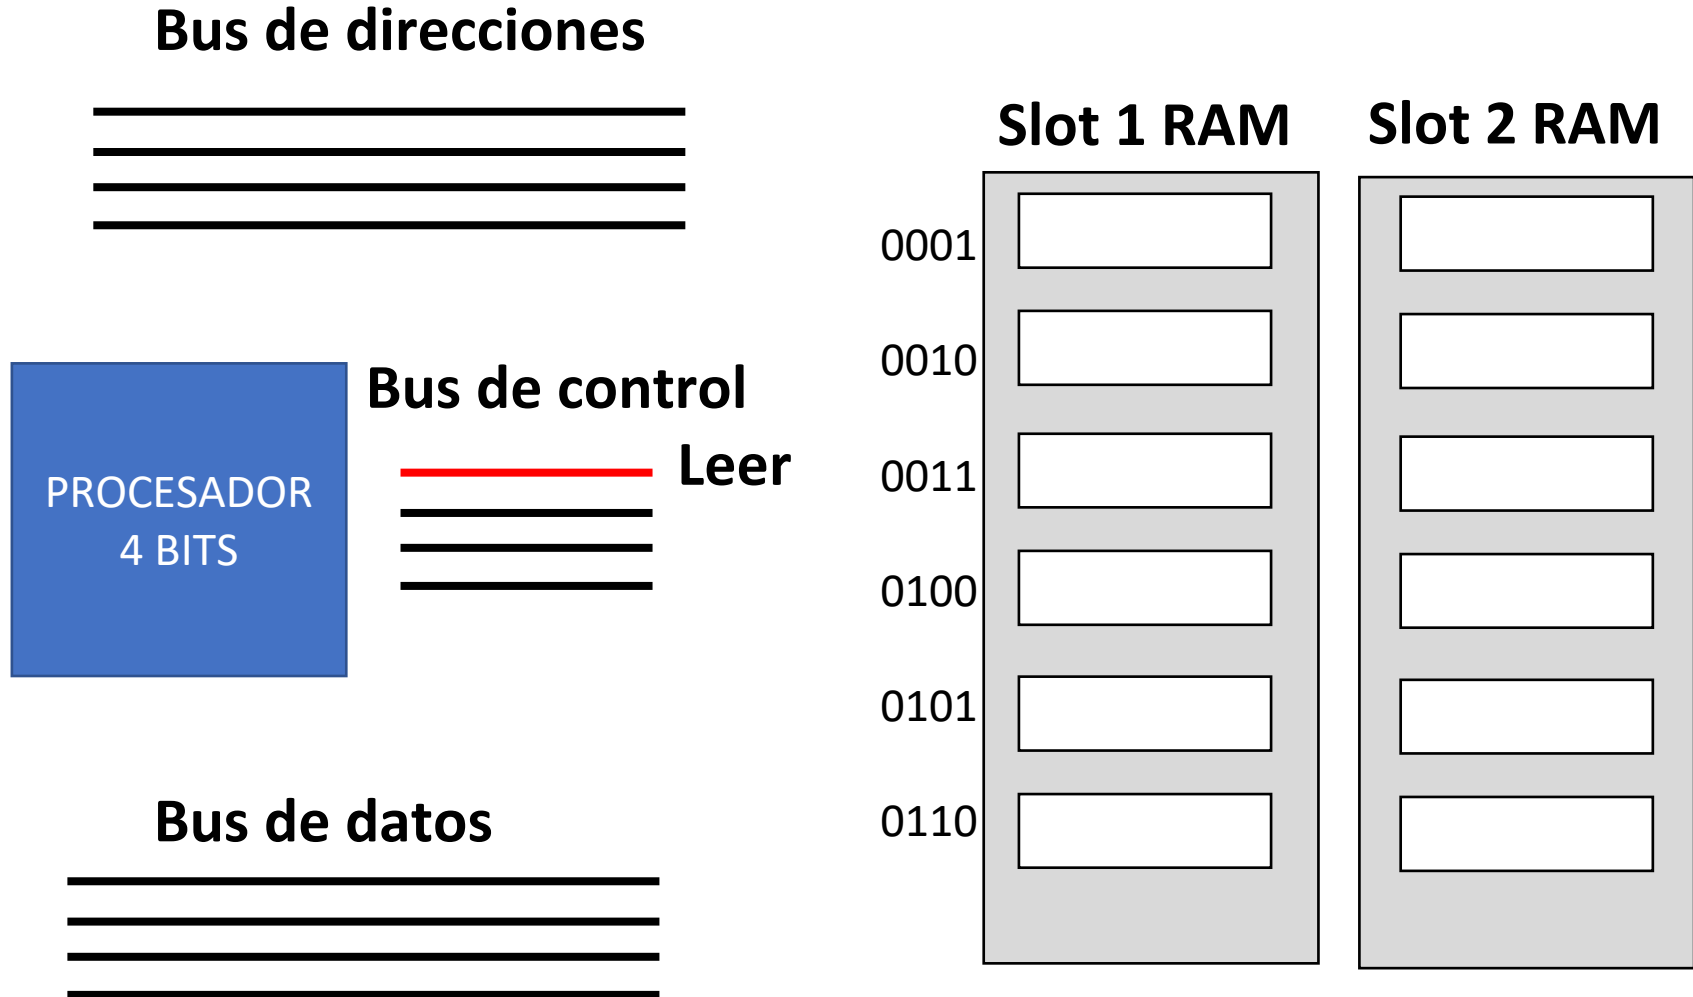 Bus de direcciones
Slot 1 RAM
Slot 2 RAM
0001
0010
Bus de control
Leer
PROCESADOR
4 BITS
0011
0100
0101
Bus de datos
0110